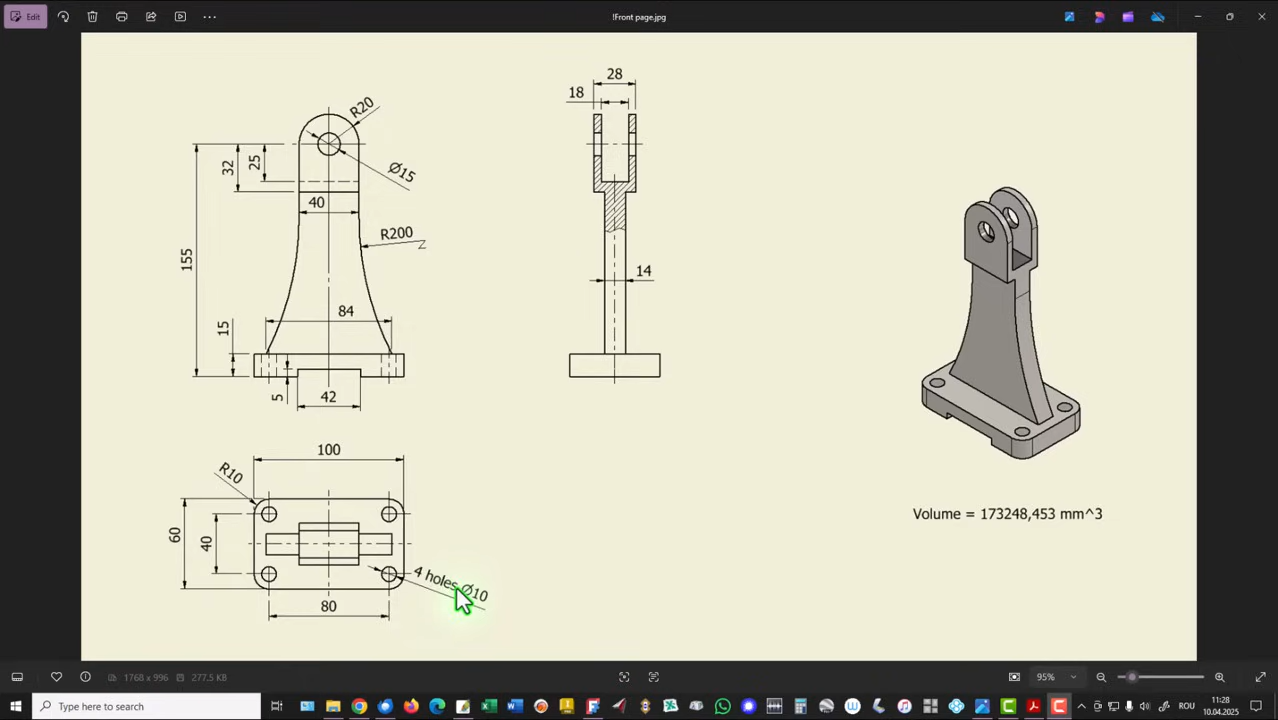 Edit
!Front page.jpg
28
18
R20
32
25
Ø15
40
R200
155
14
84
15
5
42
100
R10
60
40
4 holes Ø10
80
Volume = 173248,453 mm^3
1768 x 996
277.5 KB
95%
Type here to search
ROU
11:28
10.04.2025